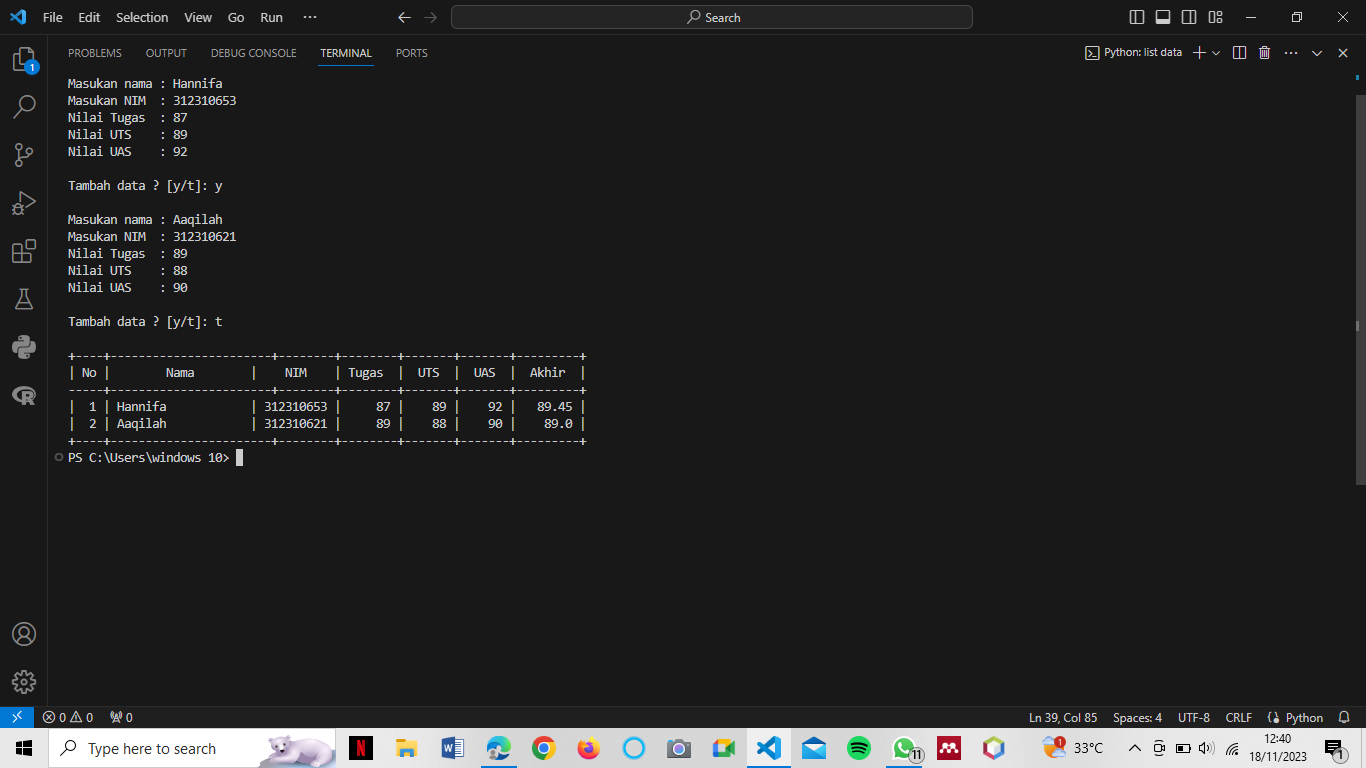 File Edit Selection View Go Run ··· Search
PROBLEMS OUTPUT DEBUG CONSOLE TERMINAL PORTS Python: list data
1
Masukan nama : Hannifa
Masukan NIM  : 312310653
Nilai Tugas  : 87
Nilai UTS    : 89
Nilai UAS    : 92
Tambah data ? [y/t]: y
Masukan nama : Aaqilah
Masukan NIM  : 312310621
Nilai Tugas  : 89
Nilai UTS    : 88
Nilai UAS    : 90
Tambah data ? [y/t]: t
+----+-----------------------+--------+--------+-------+-------+---------+
| No |        Nama        |    NIM    | Tugas  |  UTS  |  UAS  |  Akhir  |
-----+-----------------------+--------+--------+-------+-------+---------+
|  1 | Hannifa            | 312310653 |     87 |    89 |    92 |   89.45 |
|  2 | Aaqilah            | 312310621 |     89 |    88 |    90 |    89.0 |
+----+-----------------------+--------+--------+-------+-------+---------+
PS C:\Users\windows 10>
0 0 0 Ln 39, Col 85 Spaces: 4 UTF-8 CRLF Python
Type here to search 11 1 33°C 12:40
18/11/2023 1